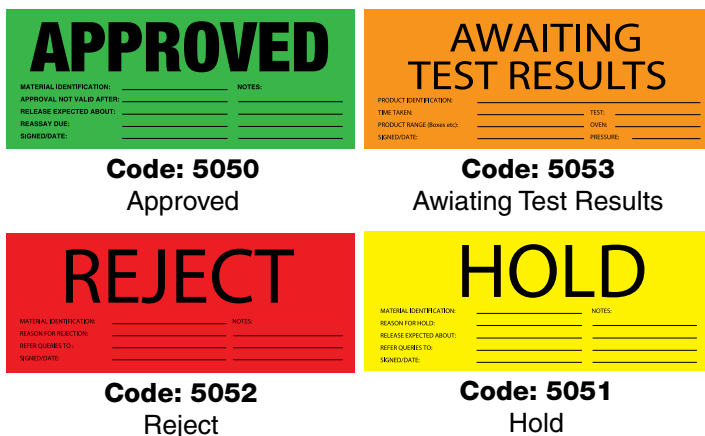 APPROVED
MATERIAL IDENTIFICATION: NOTES:
APPROVAL NOT VALID AFTER:
RELEASE EXPECTED ABOUT:
REASSAY DUE:
SIGNED/DATE:
Code: 5050
Approved
AWAITING
TEST RESULTS
PRODUCT IDENTIFICATION:
TIME TAKEN: TEST:
PRODUCT RANGE (Boxes etc): OVEN:
SIGNED/DATE: PRESSURE:
Code: 5053
Awiating Test Results
REJECT
MATERIAL IDENTIFICATION: NOTES:
REASON FOR REJECTION:
REFER QUERIES TO :
SIGNED/DATE:
Code: 5052
Reject
HOLD
MATERIAL IDENTIFICATION: NOTES:
REASON FOR HOLD:
RELEASE EXPECTED ABOUT:
REFER QUERIES TO:
SIGNED/DATE:
Code: 5051
Hold